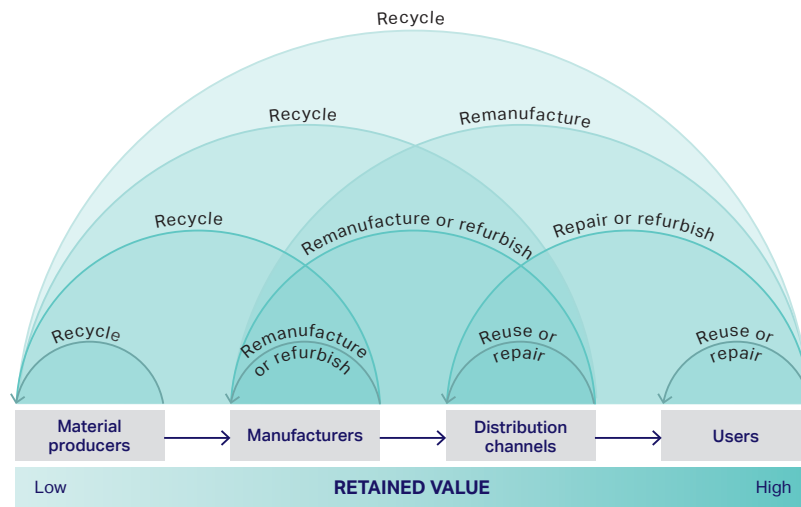 Recycle
Recycle
Remanufacture
Recycle
Remanufacture or refurbish
Repair or refurbish
Recycle
Remanufacture
or refurbish
Reuse or
repair
Reuse or
repair
Material
producers
Manufacturers
Distribution
channels
Users
Low
RETAINED VALUE
High